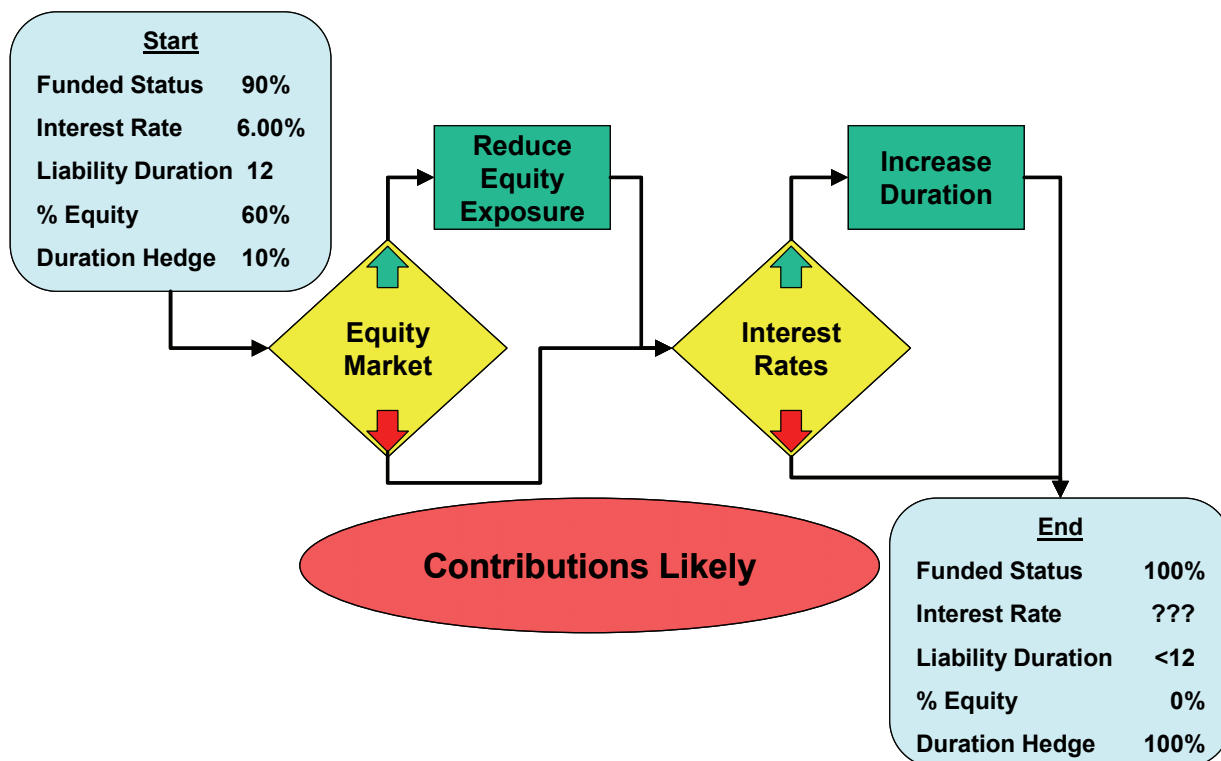 Start
Funded Status 90%
Interest Rate 6.00%
Liability Duration 12
% Equity 60%
Duration Hedge 10%
Reduce
Equity
Exposure
Increase
Duration
Equity
Market
Interest
Rates
Contributions Likely
End
Funded Status 100%
Interest Rate ???
Liability Duration <12
% Equity 0%
Duration Hedge 100%